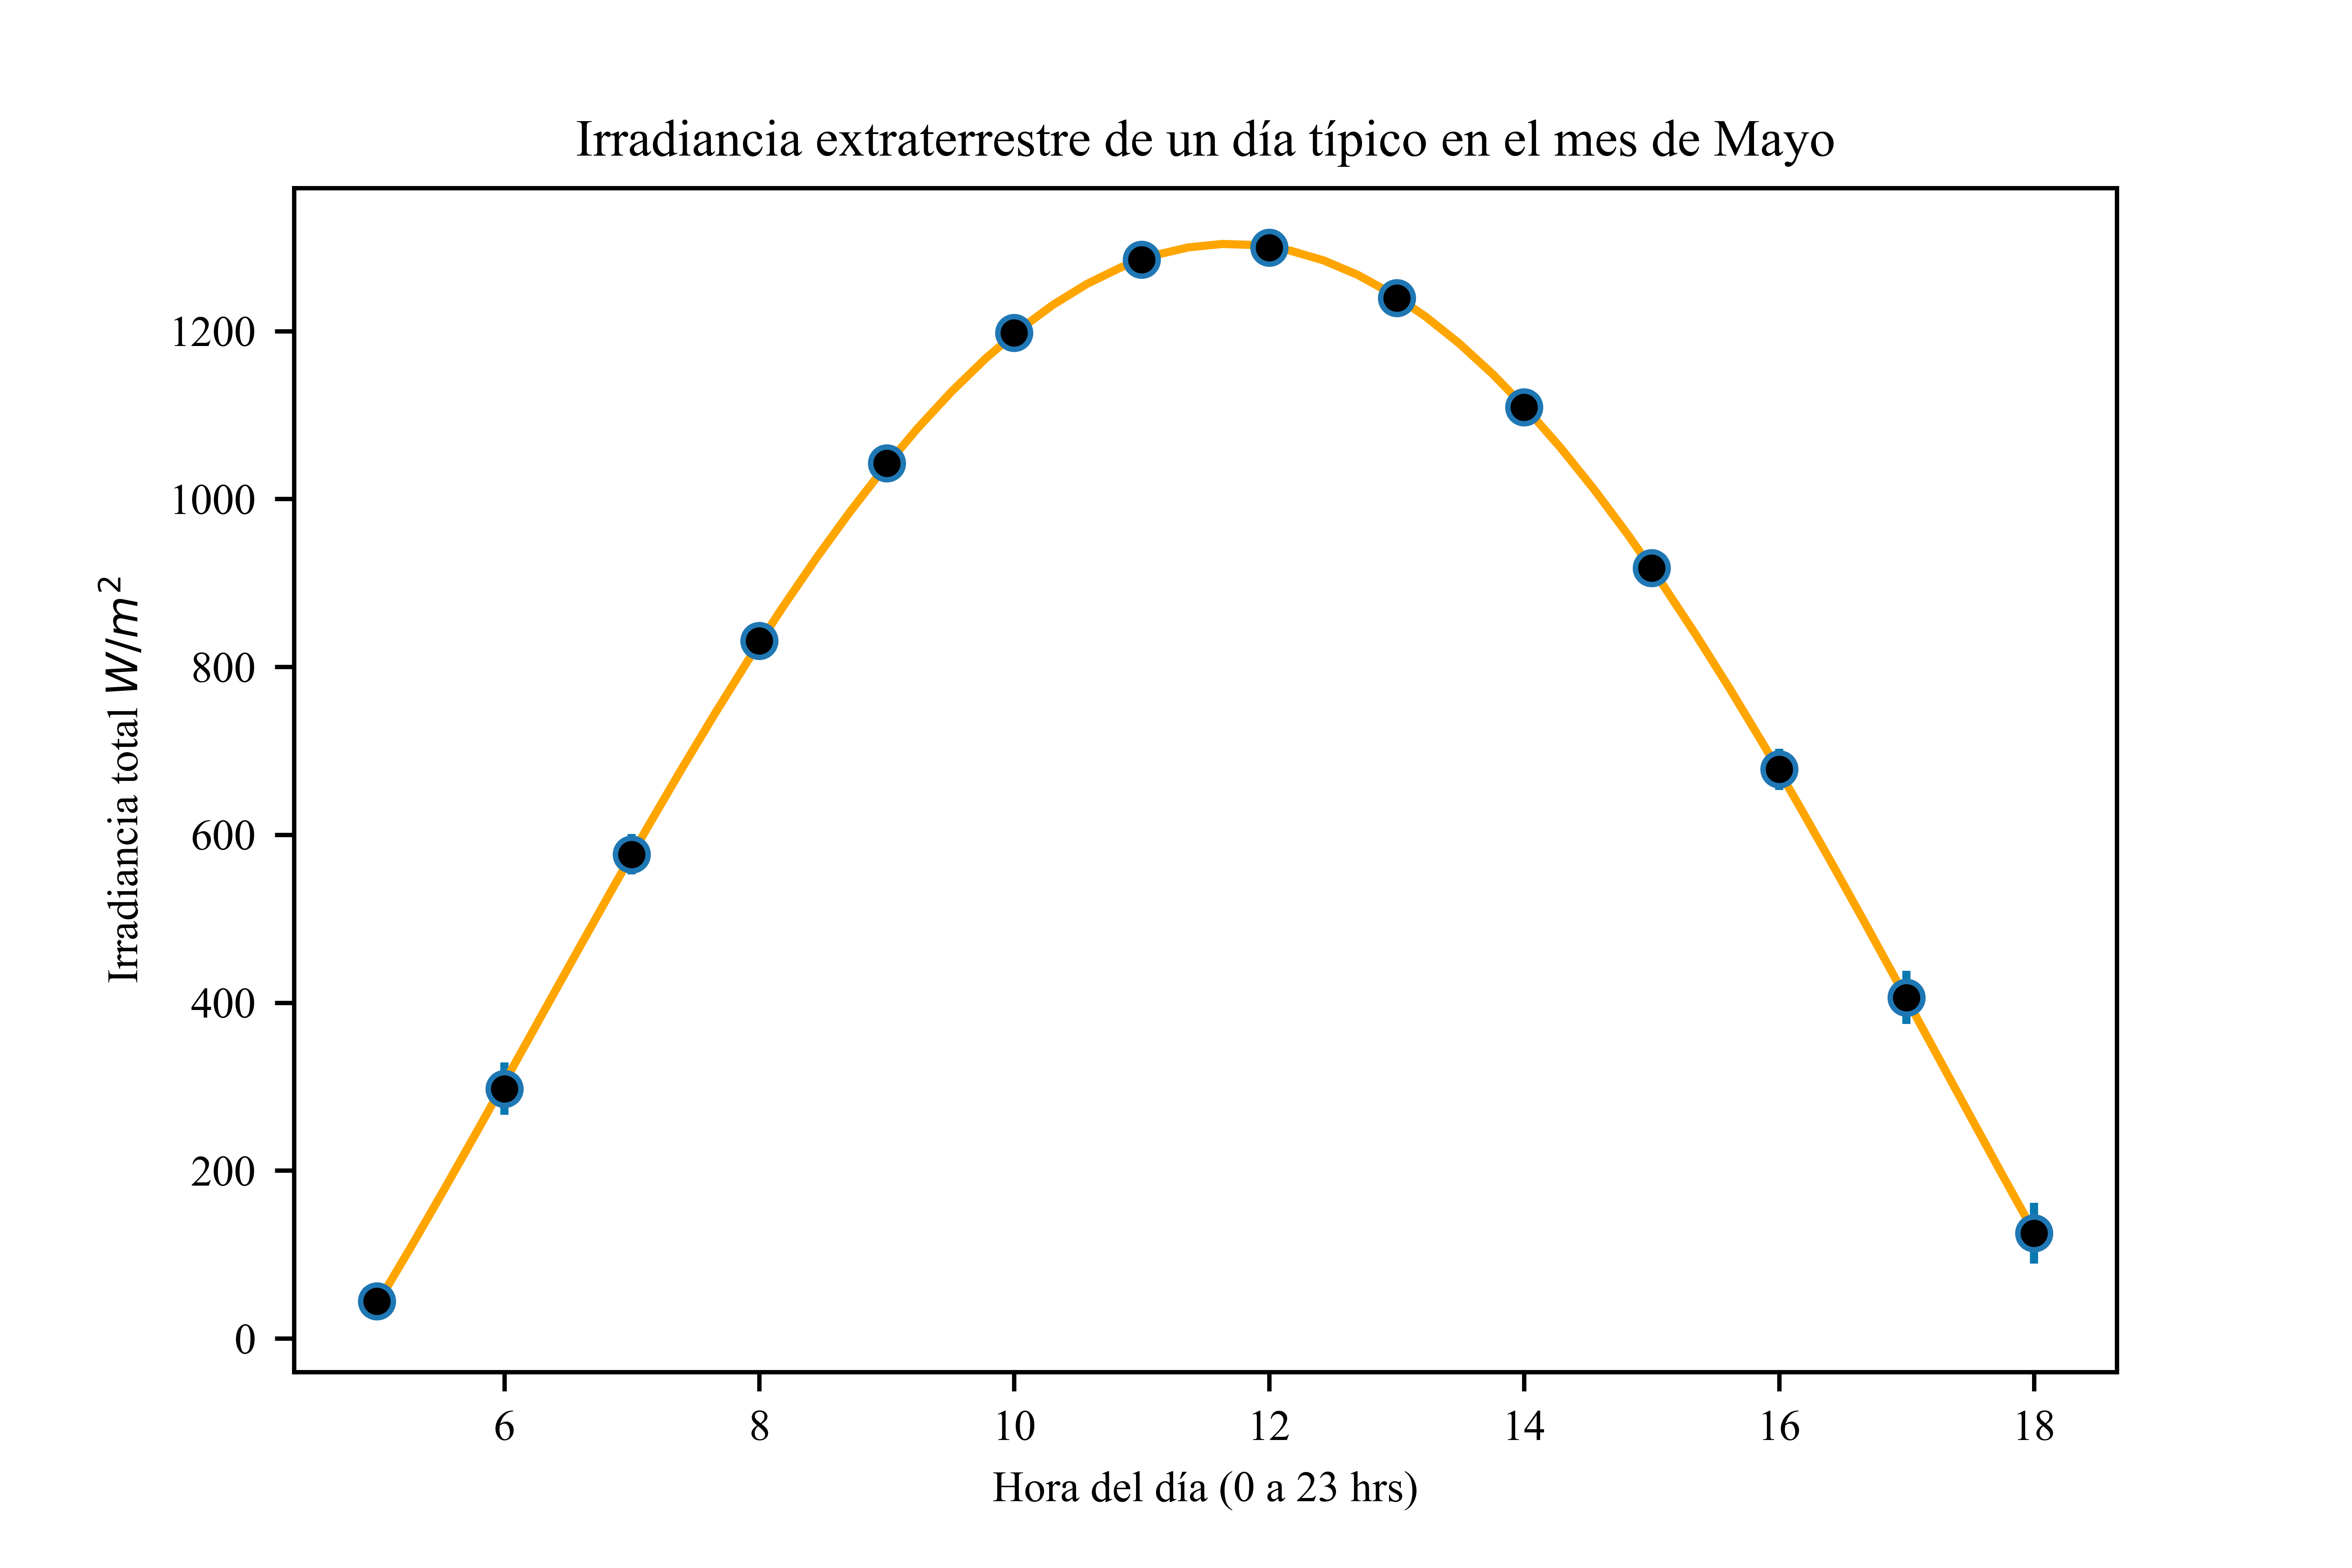 Irradiancia extraterrestre de un día típico en el mes de Mayo
Irradiancia total W/m²
1200
1000
800
600
400
200
0
6 8 10 12 14 16 18
Hora del día (0 a 23 hrs)